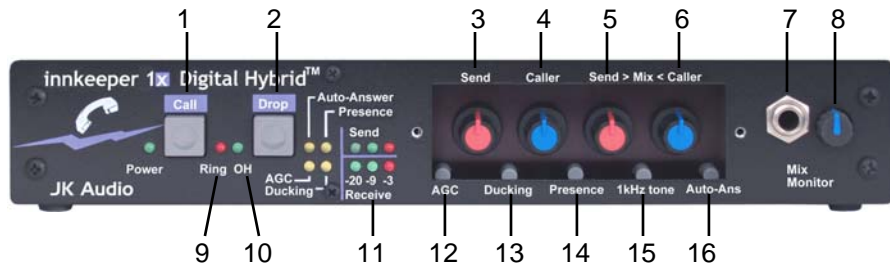 1 2 3 4 5 6 7 8
innkeeper 1x Digital Hybrid™
Call
Drop
Auto-Answer
Presence
Send
Caller
Send > Mix < Caller
Send
Power
Ring OH
AGC
Ducking
-20 -9 -3
Receive
AGC Ducking Presence 1kHz tone Auto-Ans
Mix
Monitor
JK Audio
9 10 11 12 13 14 15 16